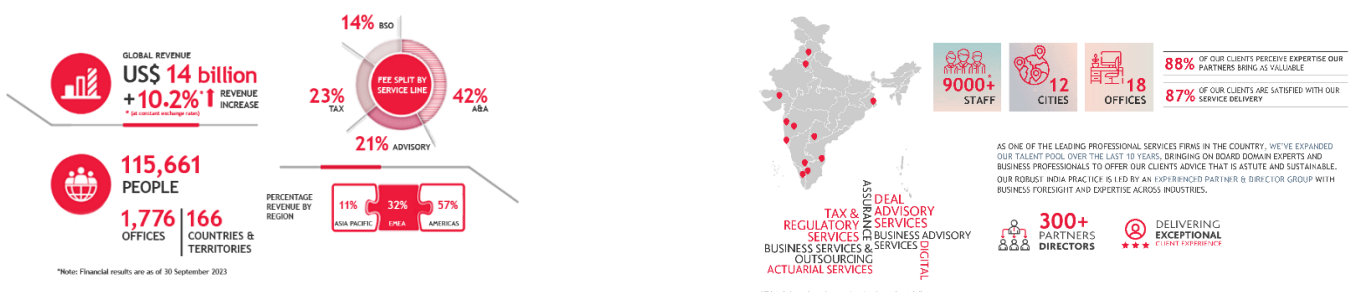 GLOBAL REVENUE
US$ 14 billion
+10.2%* REVENUE
INCREASE
* (at constant exchange rates)
115,661
PEOPLE
1,776
OFFICES
166
COUNTRIES &
TERRITORIES
*Note: Financial results are as of 30 September 2023
14% BSO
FEE SPLIT BY
SERVICE LINE
23%
TAX
42%
A&A
21% ADVISORY
PERCENTAGE
REVENUE BY
REGION
11%
ASIA PACIFIC
32%
EMEA
57%
AMERICAS
ASSURANCE
DEAL
ADVISORY
SERVICES
TAX &
REGULATORY
SERVICES
BUSINESS ADVISORY
SERVICES
BUSINESS SERVICES &
OUTSOURCING
ACTUARIAL SERVICES
DIGITAL
9000+*
STAFF
12
CITIES
18
OFFICES
88% OF OUR CLIENTS PERCEIVE EXPERTISE OUR
PARTNERS BRING AS VALUABLE
87% OF OUR CLIENTS ARE SATISFIED WITH OUR
SERVICE DELIVERY
AS ONE OF THE LEADING PROFESSIONAL SERVICES FIRMS IN THE COUNTRY, WE'VE EXPANDED
OUR TALENT POOL OVER THE LAST 10 YEARS, BRINGING ON BOARD DOMAIN EXPERTS AND
BUSINESS PROFESSIONALS TO OFFER OUR CLIENTS ADVICE THAT IS ASTUTE AND SUSTAINABLE.
OUR ROBUST INDIA PRACTICE IS LED BY AN EXPERIENCED PARTNER & DIRECTOR GROUP WITH
BUSINESS FORESIGHT AND EXPERTISE ACROSS INDUSTRIES.
300+
PARTNERS
DIRECTORS
DELIVERING
EXCEPTIONAL
CLIENT EXPERIENCE